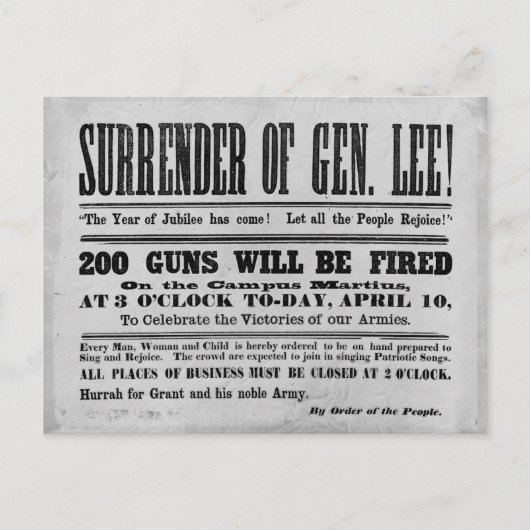 SURRENDER OF GEN. LEE!
"The Year of Jubilee has come! Let all the People Rejoice!"
200 GUNS WILL BE FIRED
On the Campus Martius,
AT 3 O'CLOCK TO-DAY, APRIL 10,
To Celebrate the Victories of our Armies.
Every Man, Woman and Child is hereby ordered to be on hand prepared to
Sing and Rejoice. The crowd are expected to join in singing Patriotic Songs.
ALL PLACES OF BUSINESS MUST BE CLOSED AT 2 O'CLOCK.
Hurrah for Grant and his noble Army.
By Order of the People.